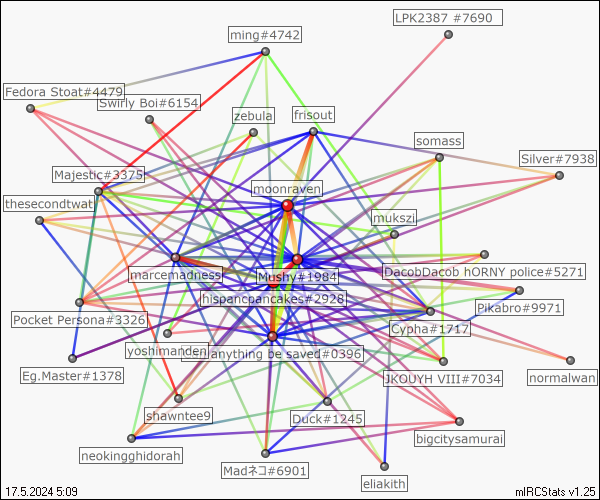 LPK2387 #7690
ming#4742
Fedora Stoat#4479
Swirly Boi#6154
zebula
frisout
somass
Silver#7938
Majestic#3375
moonraven
thesecondtwat
mukszi
marcemadness
Mushy#1984
DacobDacob hORNY police#5271
hispancpancakes#2928
Pikabro#9971
Pocket Persona#3326
Cypha#1717
yoshimanden
anything be saved#0396
Eg.Master#1378
JKOUYH VIII#7034
normalwan
shawntee9
Duck#1245
bigcitysamurai
neokingghidorah
Madネコ#6901
eliakith
17.5.2024 5:09
mIRCStats v1.25